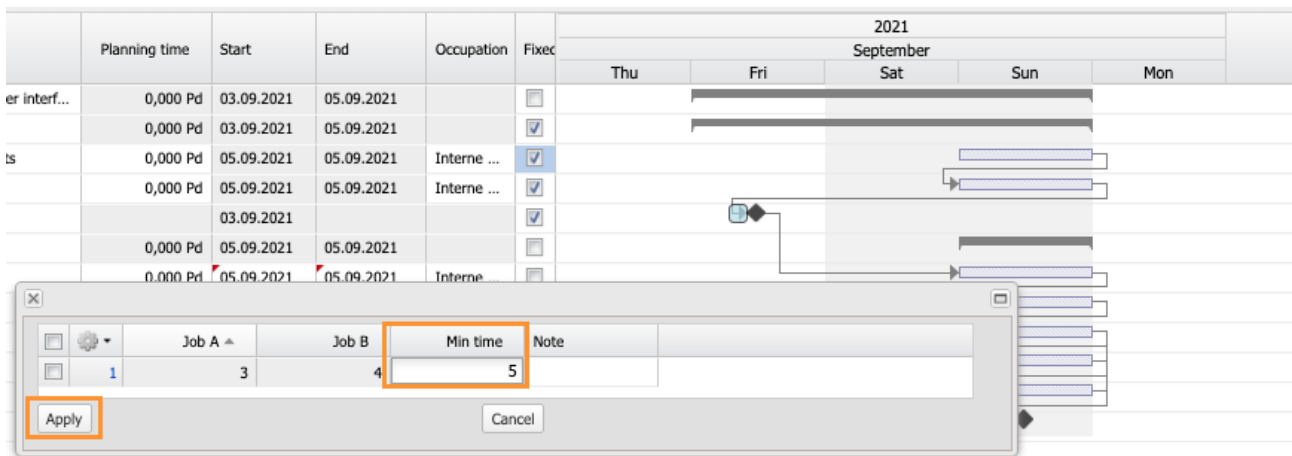 2021
Planning time Start End Occupation Fixed September
Thu Fri Sat Sun Mon
er interf... 0,000 Pd 03.09.2021 05.09.2021
0,000 Pd 03.09.2021 05.09.2021
ts 0,000 Pd 05.09.2021 05.09.2021 Interne ...
0,000 Pd 05.09.2021 05.09.2021 Interne ...
03.09.2021
0,000 Pd 05.09.2021 05.09.2021
0,000 Pd 05.09.2021 05.09.2021 Interne ...
Job A Job B Min time Note
1 3 4 5
Apply Cancel